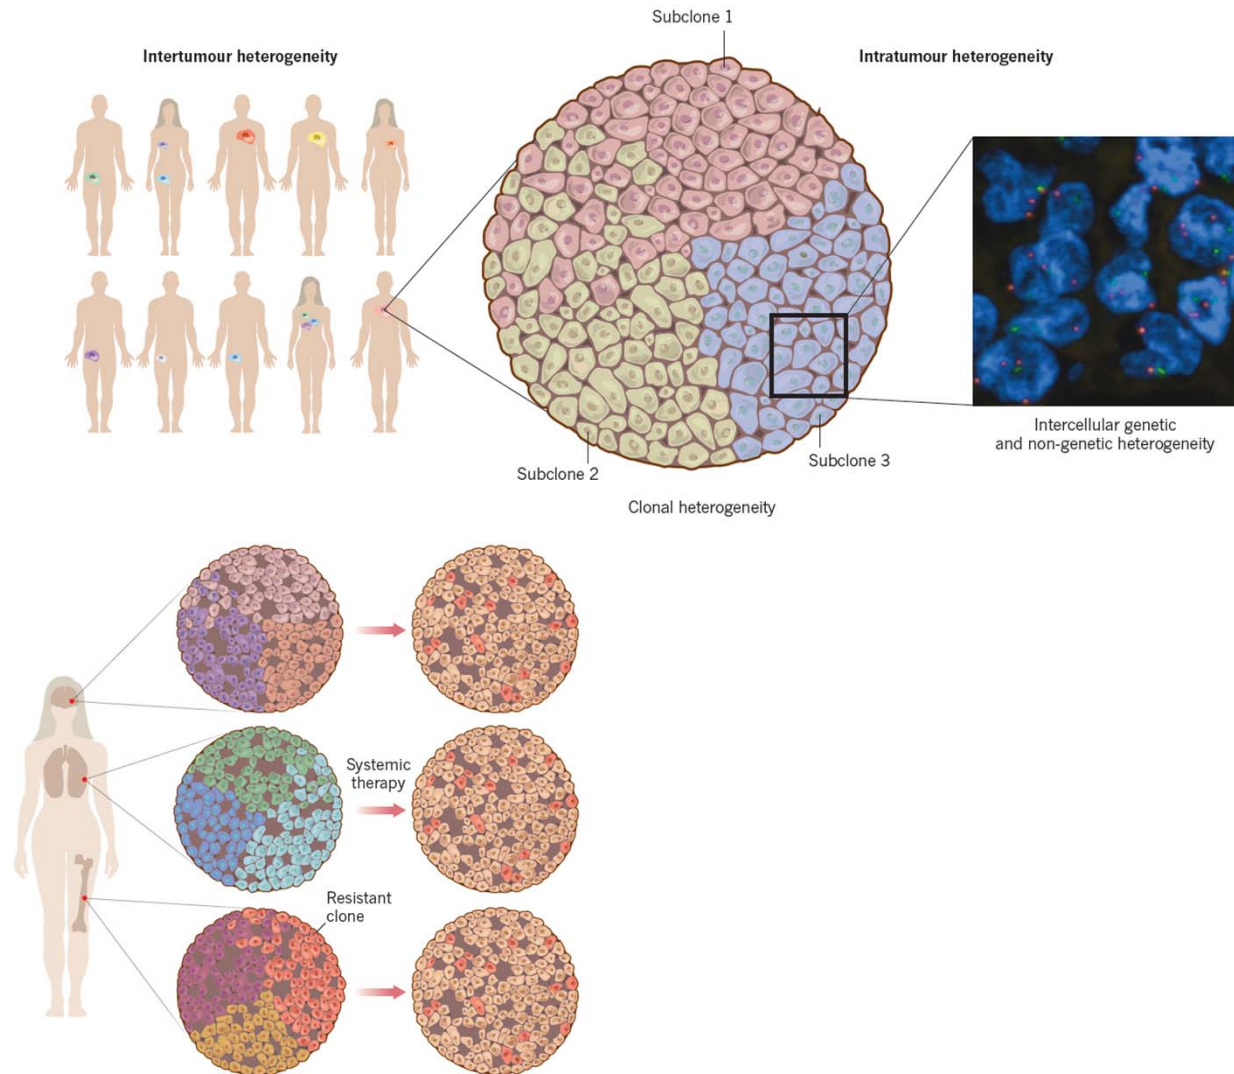 Subclone 1
Intertumour heterogeneity
Intratumour heterogeneity
Intercellular genetic
and non-genetic heterogeneity
Subclone 2
Subclone 3
Clonal heterogeneity
Systemic
therapy
Resistant
clone